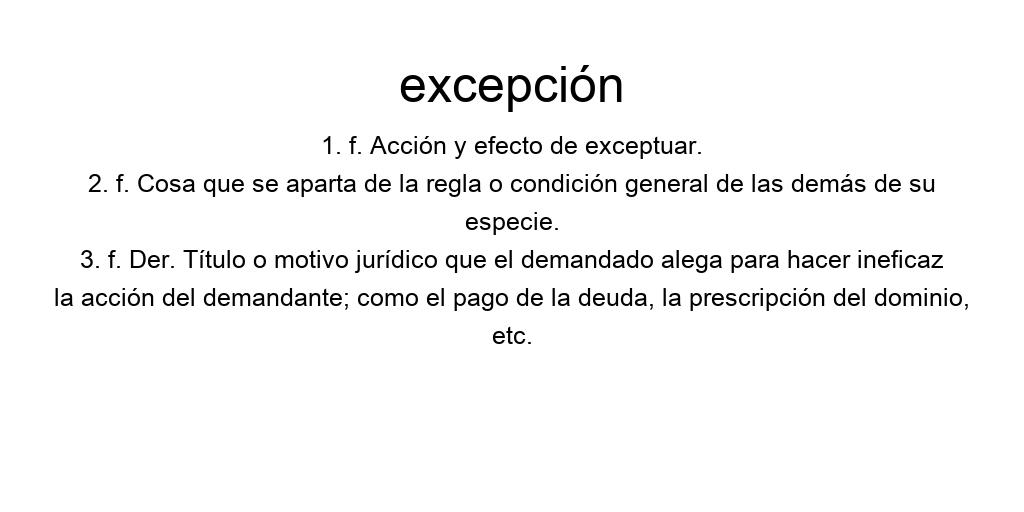 excepción
1. f. Acción y efecto de exceptuar.
2. f. Cosa que se aparta de la regla o condición general de las demás de su
especie.
3. f. Der. Título o motivo jurídico que el demandado alega para hacer ineficaz
la acción del demandante; como el pago de la deuda, la prescripción del dominio,
etc.